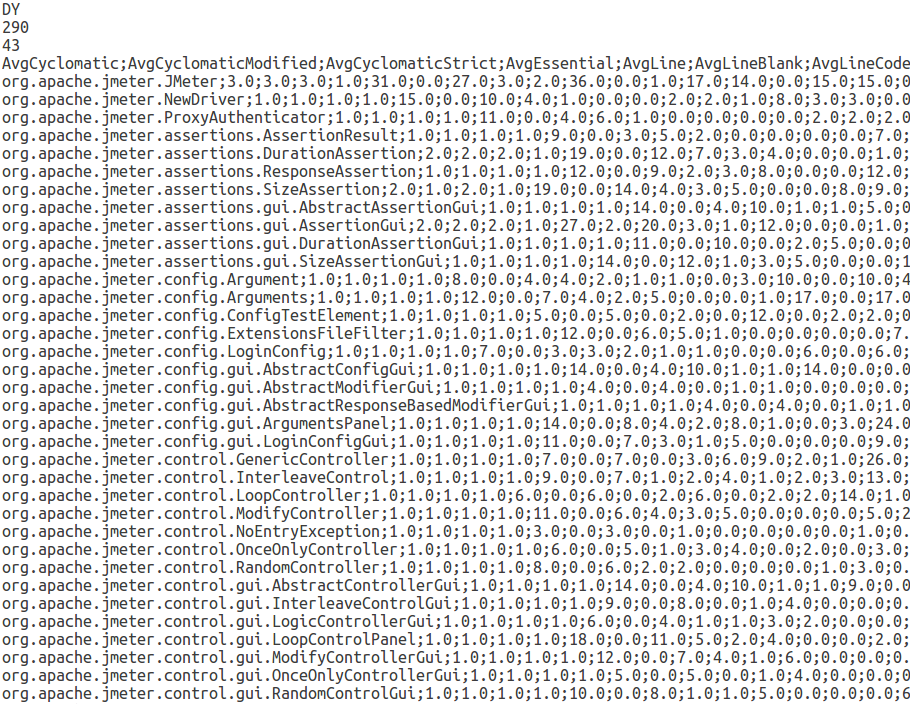 DY
290
43
AvgCyclomatic;AvgCyclomaticModified;AvgCyclomaticStrict;AvgEssential;AvgLine;AvgLineBlank;AvgLineCode
org.apache.jmeter.JMeter;3.0;3.0;3.0;1.0;31.0;0.0;27.0;3.0;2.0;36.0;0.0;1.0;17.0;14.0;0.0;15.0;15.0;0
org.apache.jmeter.NewDriver;1.0;1.0;1.0;1.0;15.0;0.0;10.0;4.0;1.0;0.0;0.0;2.0;2.0;1.0;8.0;3.0;3.0;0.0
org.apache.jmeter.ProxyAuthenticator;1.0;1.0;1.0;1.0;11.0;0.0;4.0;6.0;1.0;0.0;0.0;0.0;0.0;2.0;2.0;2.0
org.apache.jmeter.assertions.AssertionResult;1.0;1.0;1.0;1.0;9.0;0.0;3.0;5.0;2.0;0.0;0.0;0.0;0.0;7.0;
org.apache.jmeter.assertions.DurationAssertion;2.0;2.0;2.0;1.0;19.0;0.0;12.0;7.0;3.0;4.0;0.0;0.0;1.0;
org.apache.jmeter.assertions.ResponseAssertion;1.0;1.0;1.0;1.0;12.0;0.0;9.0;2.0;3.0;8.0;0.0;0.0;12.0;
org.apache.jmeter.assertions.SizeAssertion;2.0;1.0;2.0;1.0;19.0;0.0;14.0;4.0;3.0;5.0;0.0;0.0;8.0;9.0;
org.apache.jmeter.assertions.gui.AbstractAssertionGui;1.0;1.0;1.0;1.0;14.0;0.0;4.0;10.0;1.0;1.0;5.0;0
org.apache.jmeter.assertions.gui.AssertionGui;2.0;2.0;2.0;1.0;27.0;2.0;20.0;3.0;1.0;12.0;0.0;0.0;1.0;
org.apache.jmeter.assertions.gui.DurationAssertionGui;1.0;1.0;1.0;1.0;11.0;0.0;10.0;0.0;2.0;5.0;0.0;0
org.apache.jmeter.assertions.gui.SizeAssertionGui;1.0;1.0;1.0;1.0;14.0;0.0;12.0;1.0;3.0;5.0;0.0;0.0;1
org.apache.jmeter.config.Argument;1.0;1.0;1.0;1.0;8.0;0.0;4.0;4.0;2.0;1.0;1.0;0.0;3.0;10.0;0.0;10.0;4
org.apache.jmeter.config.Arguments;1.0;1.0;1.0;1.0;12.0;0.0;7.0;4.0;2.0;5.0;0.0;0.0;1.0;17.0;0.0;17.0
org.apache.jmeter.config.ConfigTestElement;1.0;1.0;1.0;1.0;5.0;0.0;5.0;0.0;2.0;0.0;12.0;0.0;2.0;2.0;0
org.apache.jmeter.config.ExtensionsFileFilter;1.0;1.0;1.0;1.0;12.0;0.0;6.0;5.0;1.0;0.0;0.0;0.0;0.0;7.
org.apache.jmeter.config.LoginConfig;1.0;1.0;1.0;1.0;7.0;0.0;3.0;3.0;2.0;1.0;1.0;0.0;0.0;6.0;0.0;6.0;
org.apache.jmeter.config.gui.AbstractConfigGui;1.0;1.0;1.0;1.0;14.0;0.0;4.0;10.0;1.0;1.0;14.0;0.0;0.0
org.apache.jmeter.config.gui.AbstractModifierGui;1.0;1.0;1.0;1.0;4.0;0.0;4.0;0.0;1.0;1.0;0.0;0.0;0.0;
org.apache.jmeter.config.gui.AbstractResponseBasedModifierGui;1.0;1.0;1.0;1.0;4.0;0.0;4.0;0.0;1.0;1.0
org.apache.jmeter.config.gui.ArgumentsPanel;1.0;1.0;1.0;1.0;14.0;0.0;8.0;4.0;2.0;8.0;1.0;0.0;3.0;24.0
org.apache.jmeter.config.gui.LoginConfigGui;1.0;1.0;1.0;1.0;11.0;0.0;7.0;3.0;1.0;5.0;0.0;0.0;0.0;9.0;
org.apache.jmeter.control.GenericController;1.0;1.0;1.0;1.0;7.0;0.0;7.0;0.0;3.0;6.0;9.0;2.0;1.0;26.0;
org.apache.jmeter.control.InterleaveControl;1.0;1.0;1.0;1.0;9.0;0.0;7.0;1.0;2.0;4.0;1.0;2.0;3.0;13.0;
org.apache.jmeter.control.LoopController;1.0;1.0;1.0;1.0;6.0;0.0;6.0;0.0;2.0;6.0;0.0;2.0;2.0;14.0;1.0
org.apache.jmeter.control.ModifyController;1.0;1.0;1.0;1.0;11.0;0.0;6.0;4.0;3.0;5.0;0.0;0.0;0.0;5.0;2
org.apache.jmeter.control.NoEntryException;1.0;1.0;1.0;1.0;3.0;0.0;3.0;0.0;1.0;0.0;0.0;0.0;0.0;1.0;0.
org.apache.jmeter.control.OnceOnlyController;1.0;1.0;1.0;1.0;6.0;0.0;5.0;1.0;3.0;4.0;0.0;2.0;0.0;3.0;
org.apache.jmeter.control.RandomController;1.0;1.0;1.0;1.0;8.0;0.0;6.0;2.0;2.0;0.0;0.0;0.0;1.0;3.0;0.
org.apache.jmeter.control.gui.AbstractControllerGui;1.0;1.0;1.0;1.0;14.0;0.0;4.0;10.0;1.0;1.0;9.0;0.0
org.apache.jmeter.control.gui.InterleaveControlGui;1.0;1.0;1.0;1.0;9.0;0.0;8.0;0.0;1.0;4.0;0.0;0.0;0.
org.apache.jmeter.control.gui.LogicControllerGui;1.0;1.0;1.0;1.0;6.0;0.0;4.0;1.0;1.0;3.0;2.0;0.0;0.0;
org.apache.jmeter.control.gui.LoopControlPanel;1.0;1.0;1.0;1.0;18.0;0.0;11.0;5.0;2.0;4.0;0.0;0.0;2.0;
org.apache.jmeter.control.gui.ModifyControllerGui;1.0;1.0;1.0;1.0;12.0;0.0;7.0;4.0;1.0;6.0;0.0;0.0;0.
org.apache.jmeter.control.gui.OnceOnlyControllerGui;1.0;1.0;1.0;1.0;5.0;0.0;5.0;0.0;1.0;4.0;0.0;0.0;0
org.apache.jmeter.control.gui.RandomControlGui;1.0;1.0;1.0;1.0;10.0;0.0;8.0;1.0;1.0;5.0;0.0;0.0;0.0;6